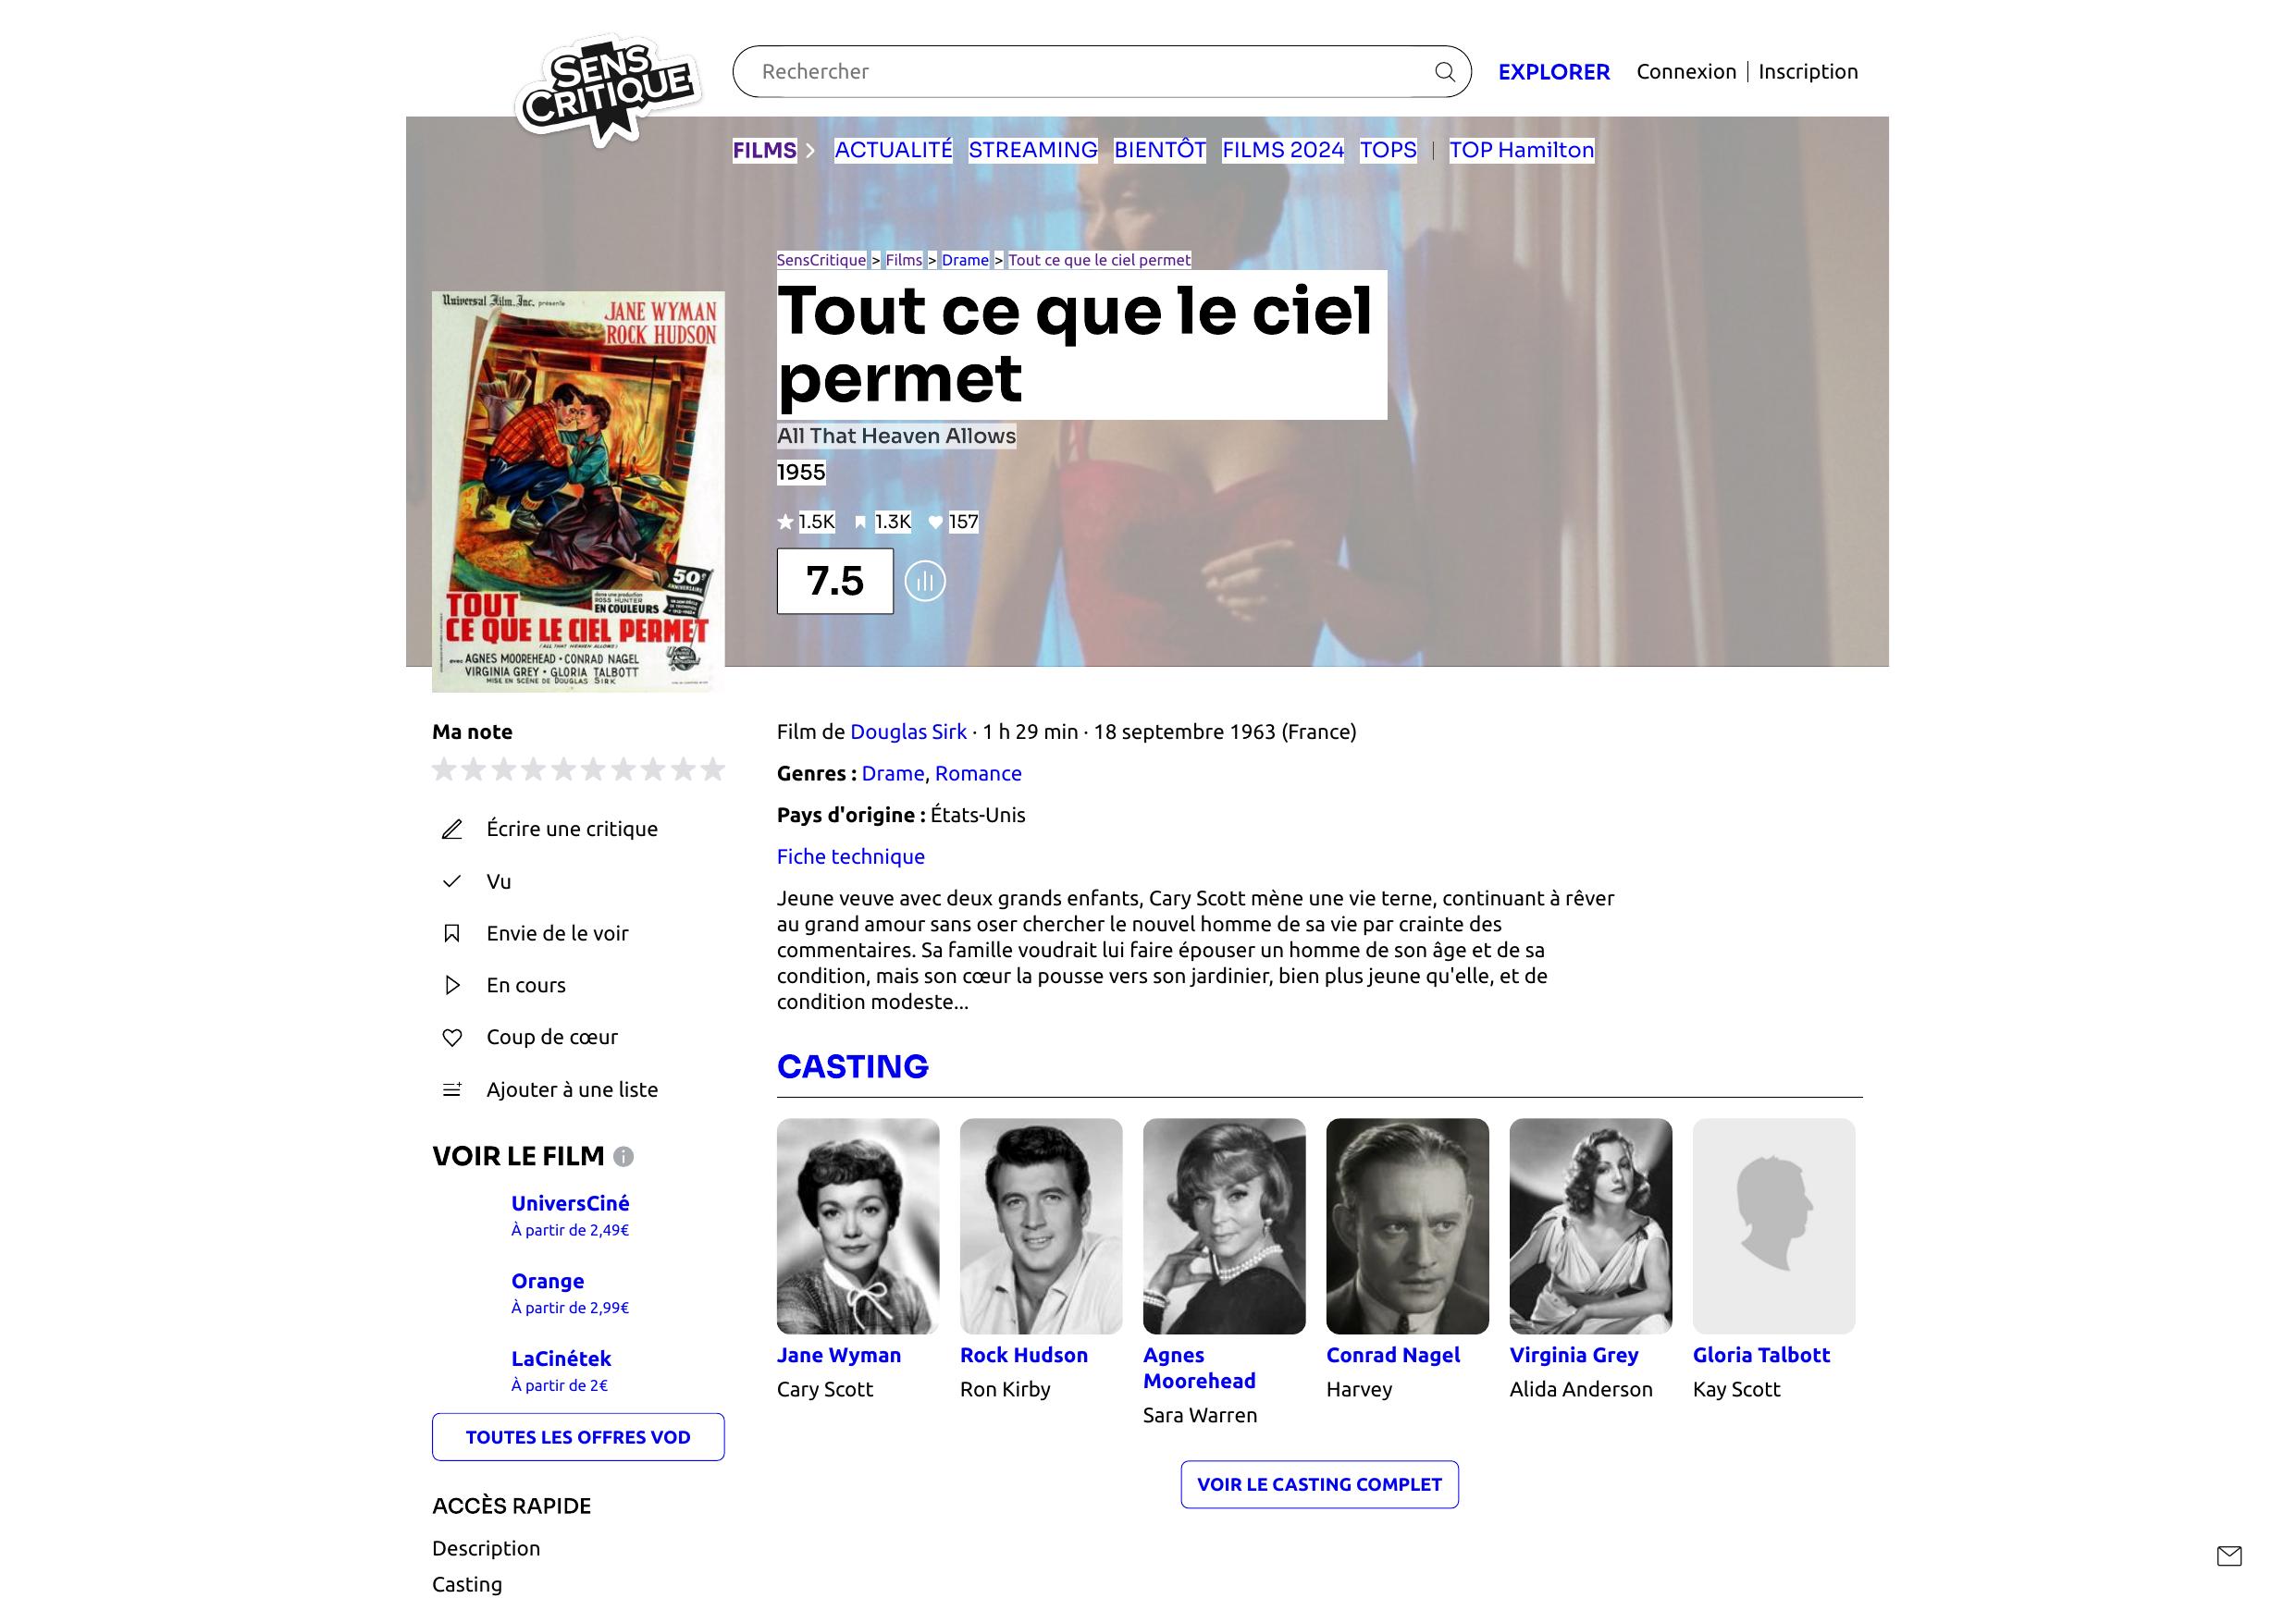 SENS
CRITIQUE
Rechercher
EXPLORER
Connexion
Inscription
FILMS
ACTUALITÉ
STREAMING
BIENTÔT
FILMS 2024
TOPS
TOP Hamilton
SensCritique > Films > Drame > Tout ce que le ciel permet
Tout ce que le ciel
permet
All That Heaven Allows
1955
1.5K
1.3K
157
7.5
Universal Film, Inc. présente
JANE WYMAN
ROCK HUDSON
50e
ANNIVERSAIRE
dans une production
ROSS HUNTER
EN COULEURS
TOUT
CE QUE LE CIEL PERMET
(ALL THAT HEAVEN ALLOWS)
avec AGNES MOOREHEAD • CONRAD NAGEL
VIRGINIA GREY • GLORIA TALBOTT
MISE EN SCÈNE DE DOUGLAS SIRK
Ma note
Écrire une critique
Vu
Envie de le voir
En cours
Coup de cœur
Ajouter à une liste
VOIR LE FILM
UniversCiné
À partir de 2,49€
Orange
À partir de 2,99€
LaCinétek
À partir de 2€
TOUTES LES OFFRES VOD
ACCÈS RAPIDE
Description
Casting
Film de Douglas Sirk · 1 h 29 min · 18 septembre 1963 (France)
Genres : Drame, Romance
Pays d'origine : États-Unis
Fiche technique
Jeune veuve avec deux grands enfants, Cary Scott mène une vie terne, continuant à rêver
au grand amour sans oser chercher le nouvel homme de sa vie par crainte des
commentaires. Sa famille voudrait lui faire épouser un homme de son âge et de sa
condition, mais son cœur la pousse vers son jardinier, bien plus jeune qu'elle, et de
condition modeste...
CASTING
Jane Wyman
Cary Scott
Rock Hudson
Ron Kirby
Agnes
Moorehead
Sara Warren
Conrad Nagel
Harvey
Virginia Grey
Alida Anderson
Gloria Talbott
Kay Scott
VOIR LE CASTING COMPLET